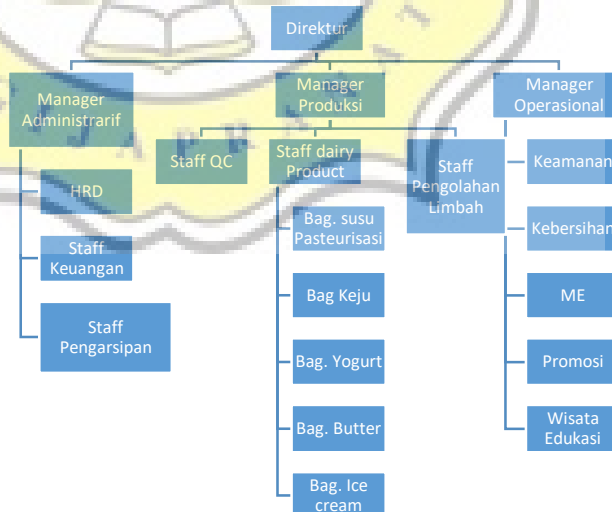 Direktur
Manager
Administrarif
Manager
Produksi
Manager
Operasional
Staff QC
Staff dairy
Product
Staff
Pengolahan
Limbah
HRD
Staff
Keuangan
Staff
Pengarsipan
Bag. susu
Pasteurisasi
Bag Keju
Bag. Yogurt
Bag. Butter
Bag. Ice
cream
Keamanan
Kebersihan
ME
Promosi
Wisata
Edukasi